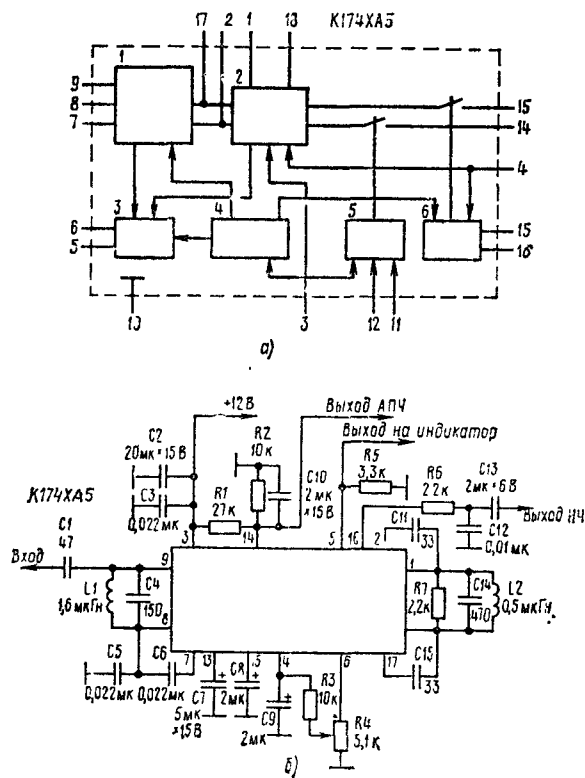 17 2 1 18 К174ХА5
1
2
9
8
7
15
14
4
3 4 5 6
6
5
15
16
10 3 12 11
а)
+12В
Выход АПЧ
Выход на индикатор
C2
20мк×15В
R2
10к
R5
3,3к
R6
2,2к
C13
2мк×6В
К174ХА5
C3
0,022мк
R1
27к
C10
2мк
×15В
C11
33
C12
0,01мк
Выход НЧ
C1
47
3 14 5 16 2
Вход
9
1
L1
1,6мкГн
C4
150
R7
2,2к
C14
470
L2
0,5мкГн
8
C5
0,022мк
C6
0,022мк
7 13 15 4 6 17
C7
5мк
×15В
C8
2мк
C9
2мк
R3
10к
R4
5,1к
C15
33
б)